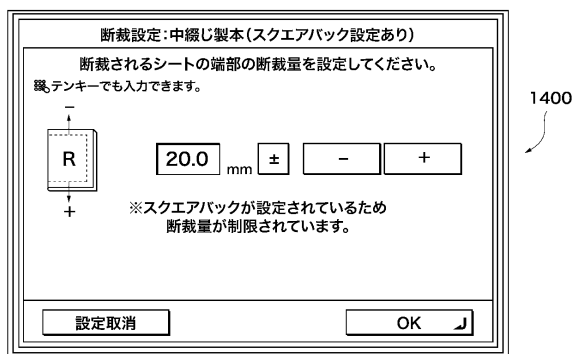 断裁設定:中綴じ製本(スクエアバック設定あり)
断裁されるシートの端部の断裁量を設定してください。
テンキーでも入力できます。
−
R
+
20.0 mm ± − +
※スクエアバックが設定されているため
断裁量が制限されています。
設定取消 OK
1400